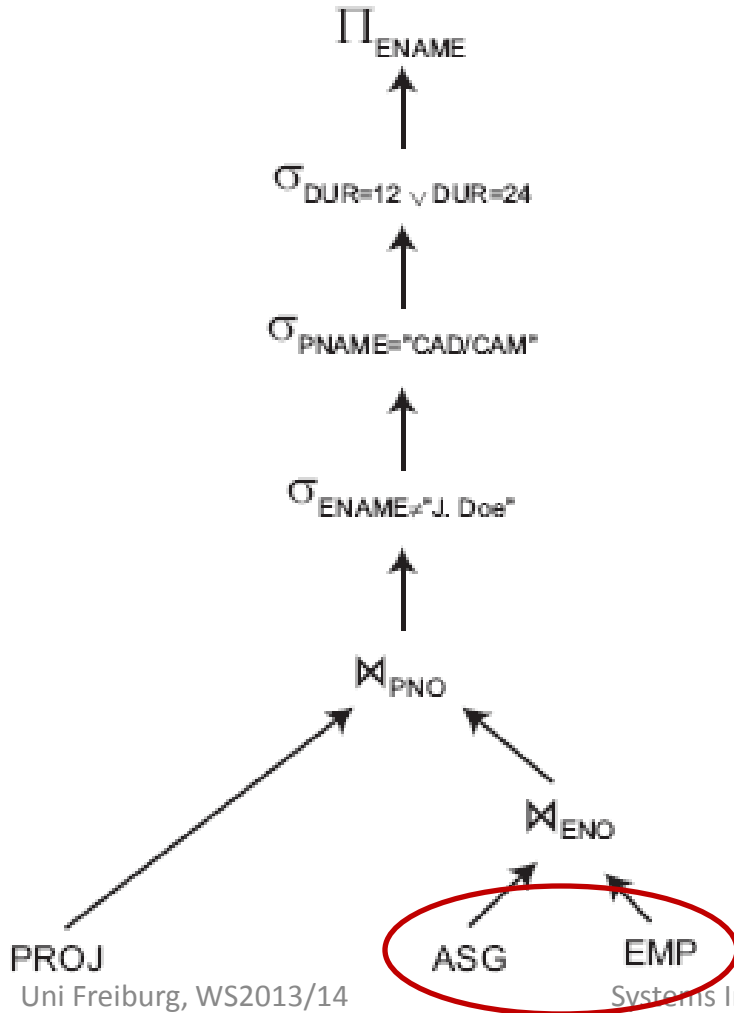 Π ENAME
σ DUR=12 ∨ DUR=24
σ PNAME="CAD/CAM"
σ ENAME≠"J. Doe"
⋈ PNO
⋈ ENO
PROJ ASG EMP
Uni Freiburg, WS2013/14 Systems